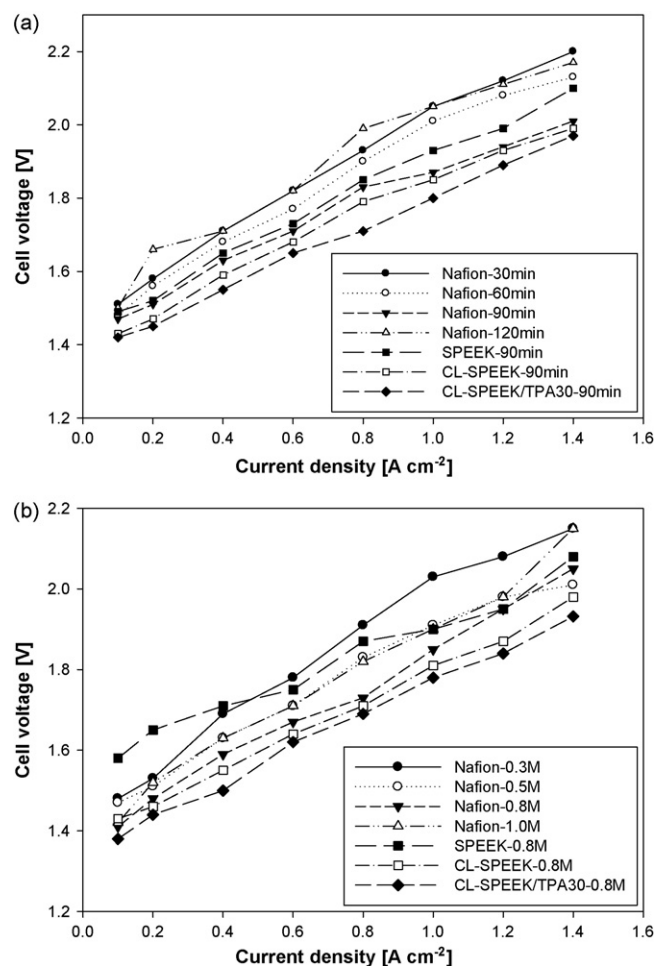 (a)
2.2
2.0
1.8
1.6
1.4
1.2
Cell voltage [V]
Nafion-30min
Nafion-60min
Nafion-90min
Nafion-120min
SPEEK-90min
CL-SPEEK-90min
CL-SPEEK/TPA30-90min
0.0 0.2 0.4 0.6 0.8 1.0 1.2 1.4 1.6
Current density [A cm⁻²]
(b)
2.2
2.0
1.8
1.6
1.4
1.2
Cell voltage [V]
Nafion-0.3M
Nafion-0.5M
Nafion-0.8M
Nafion-1.0M
SPEEK-0.8M
CL-SPEEK-0.8M
CL-SPEEK/TPA30-0.8M
0.0 0.2 0.4 0.6 0.8 1.0 1.2 1.4 1.6
Current density [A cm⁻²]